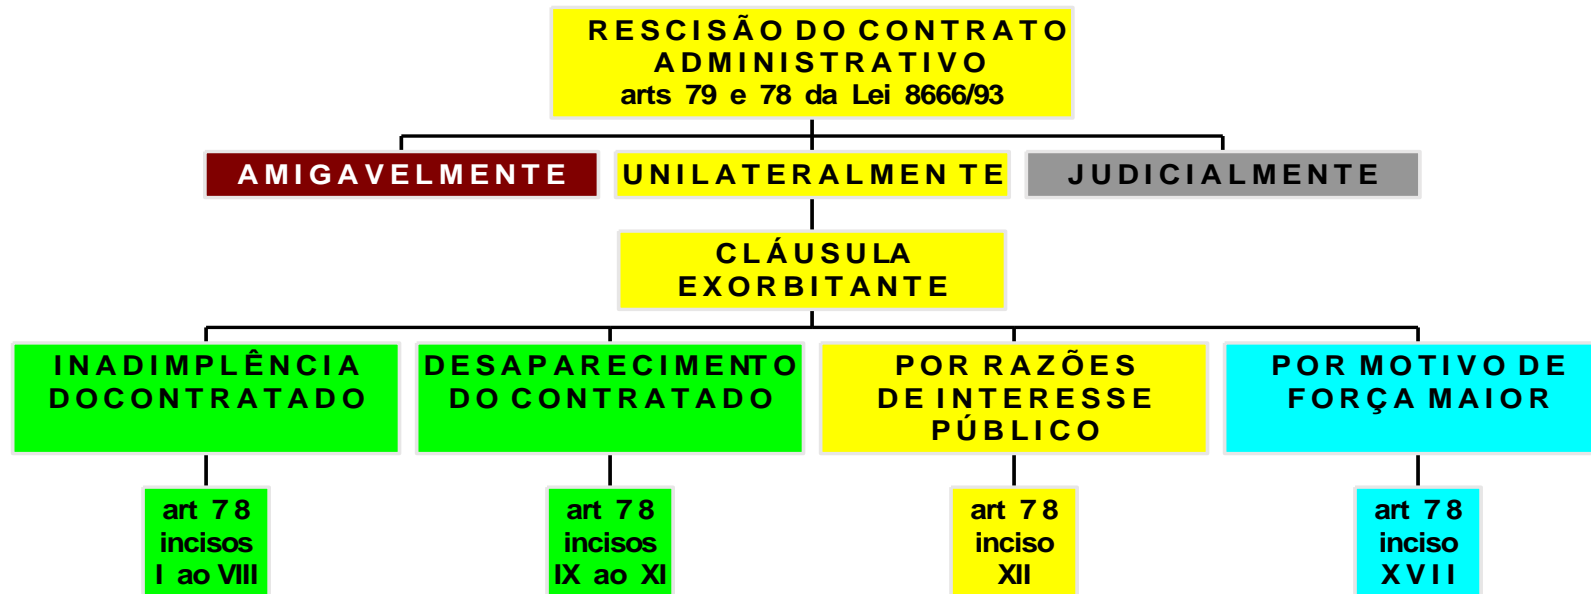 RESCISÃO DO CONTRATO
ADMINISTRATIVO
arts 79 e 78 da Lei 8666/93
AMIGAVELMENTE
UNILATERALMEN TE
JUDICIALMENTE
CLÁUSULA
EXORBITANTE
INADIMPLÊNCIA
DOCONTRATADO
DESAPARECIMENTO
DO CONTRATADO
POR RAZÕES
DE INTERESSE
PÚBLICO
POR MOTIVO DE
FORÇA MAIOR
art 78
incisos
I ao VIII
art 78
incisos
IX ao XI
art 78
inciso
XII
art 78
inciso
XVII